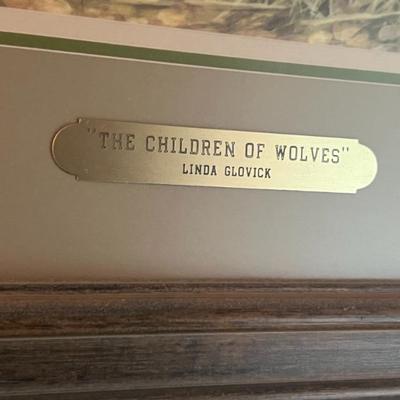 "THE CHILDREN OF WOLVES"
LINDA GLOVICK